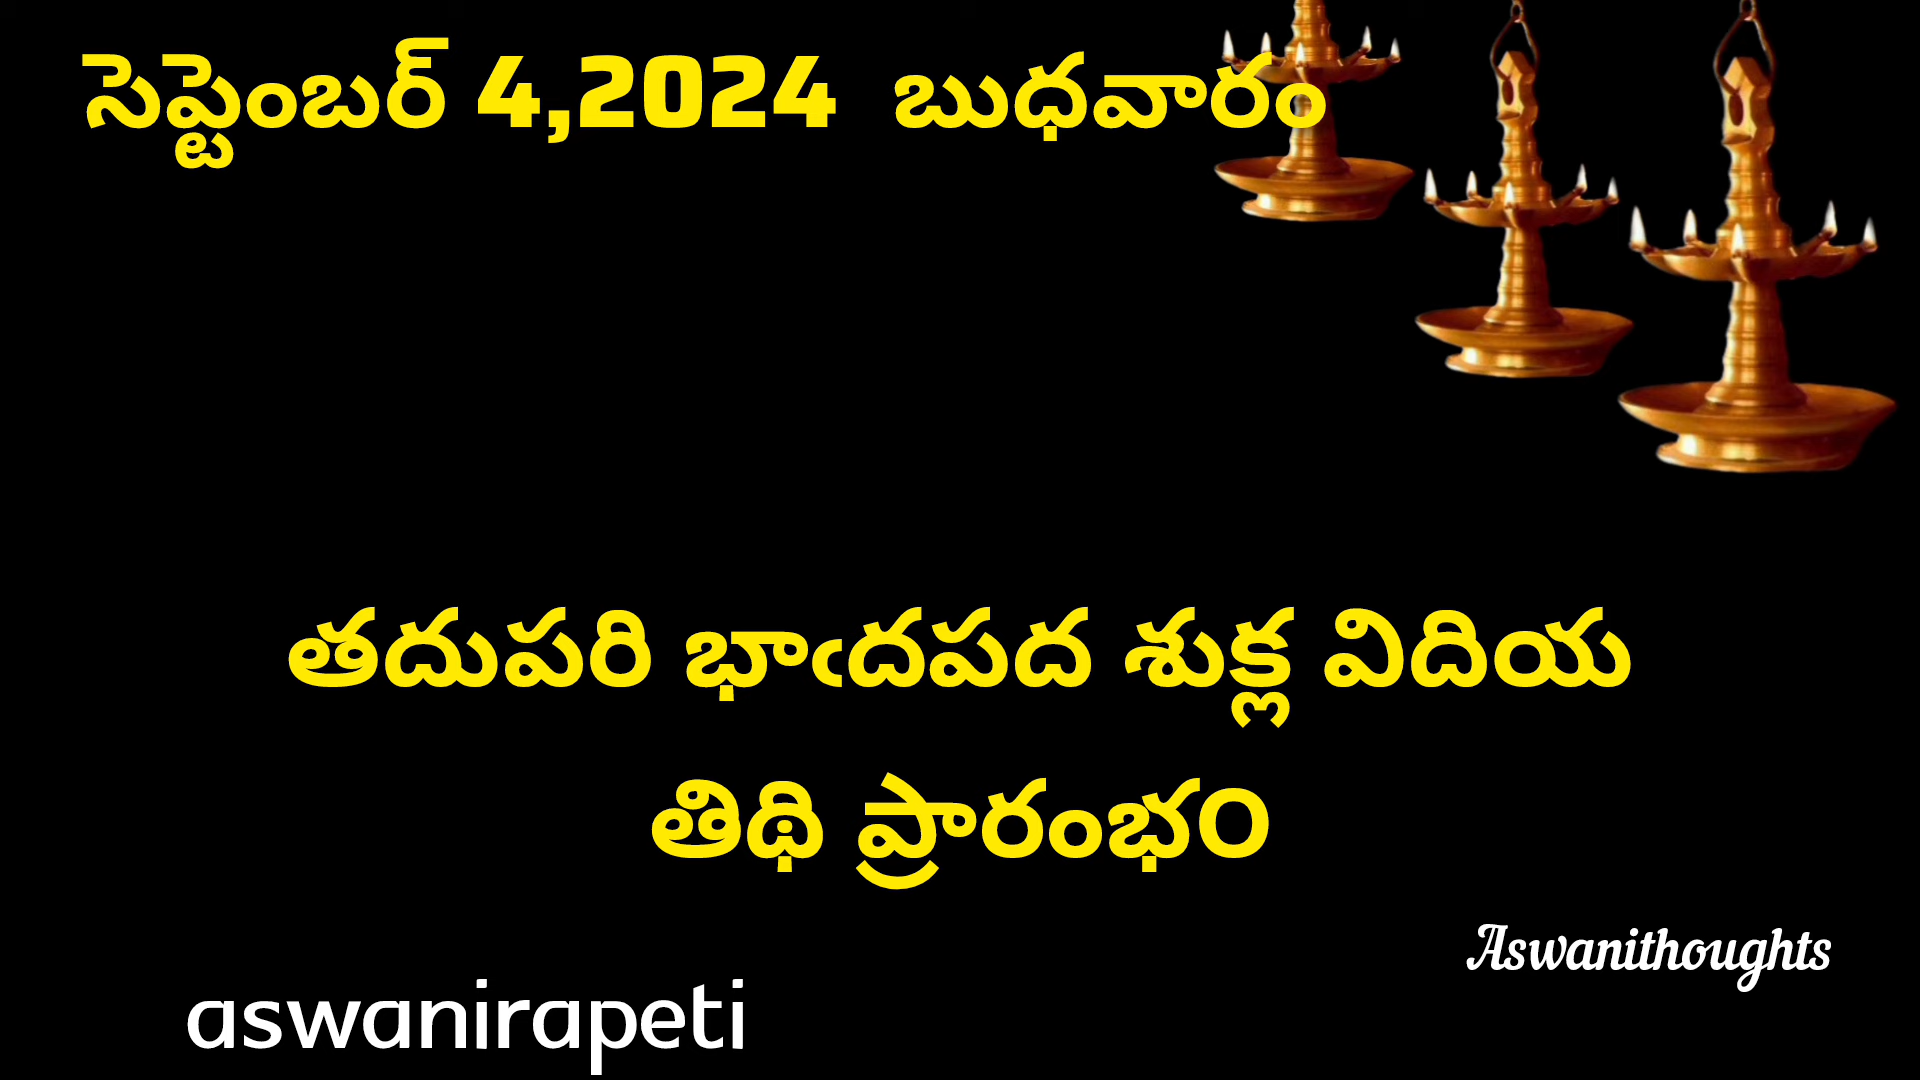 సెప్టెంబర్ 4,2024 బుధవారం
తదుపరి భాఁదపద శుక్ల విదియ
తిథి ప్రారంభం
Aswanithoughts
aswanirapeti